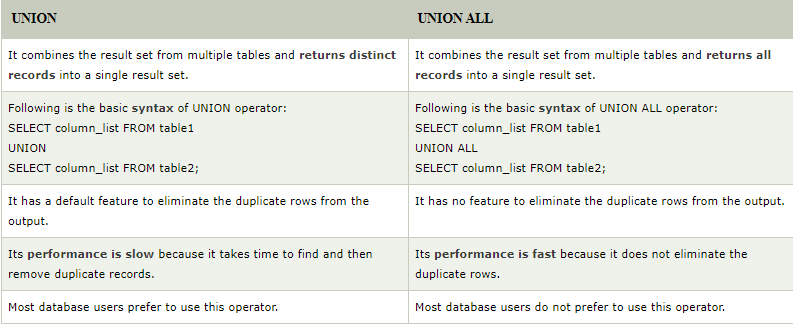 UNION
UNION ALL
It combines the result set from multiple tables and returns distinct
records into a single result set.
It combines the result set from multiple tables and returns all
records into a single result set.
Following is the basic syntax of UNION operator:
SELECT column_list FROM table1
UNION
SELECT column_list FROM table2;
Following is the basic syntax of UNION ALL operator:
SELECT column_list FROM table1
UNION ALL
SELECT column_list FROM table2;
It has a default feature to eliminate the duplicate rows from the
output.
It has no feature to eliminate the duplicate rows from the output.
Its performance is slow because it takes time to find and then
remove duplicate records.
Its performance is fast because it does not eliminate the
duplicate rows.
Most database users prefer to use this operator.
Most database users do not prefer to use this operator.